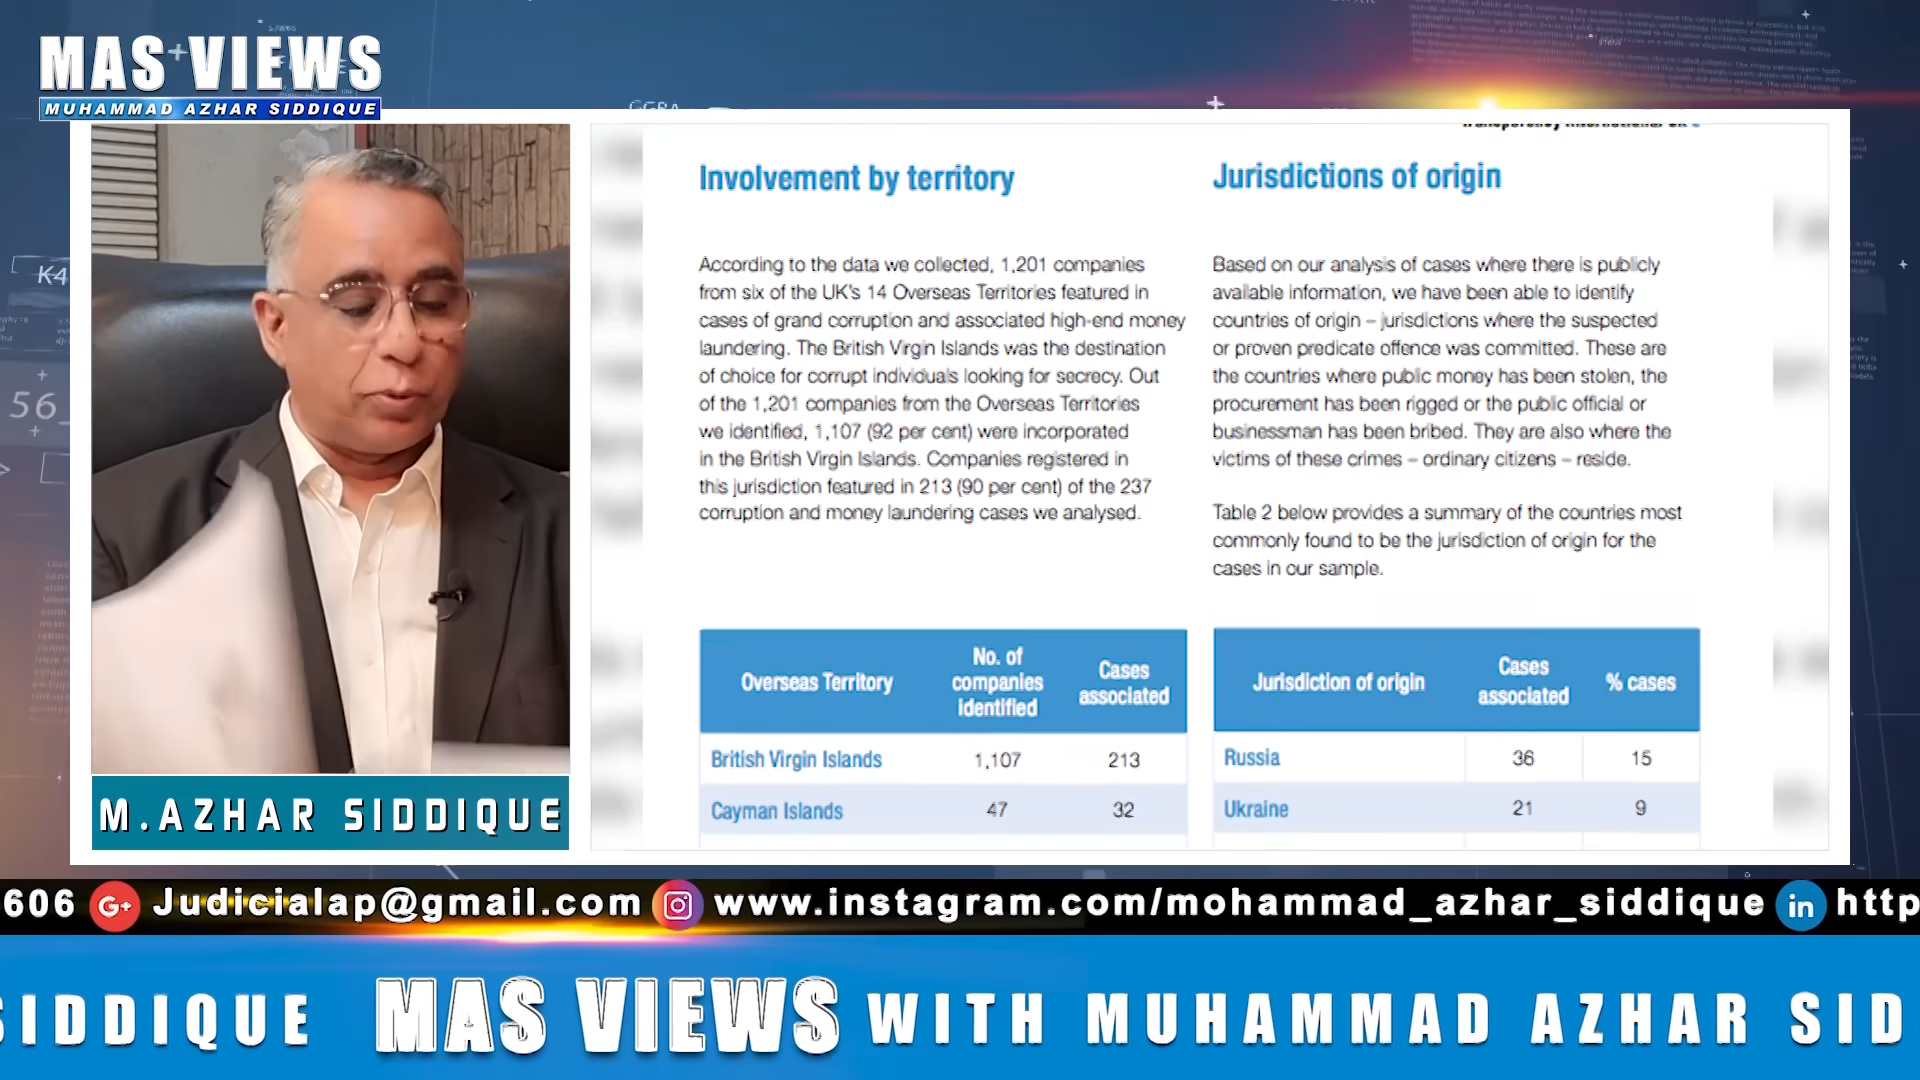 MAS VIEWS
MUHAMMAD AZHAR SIDDIQUE
K4
56
Involvement by territory
According to the data we collected, 1,201 companies
from six of the UK's 14 Overseas Territories featured in
cases of grand corruption and associated high-end money
laundering. The British Virgin Islands was the destination
of choice for corrupt individuals looking for secrecy. Out
of the 1,201 companies from the Overseas Territories
we identified, 1,107 (92 per cent) were incorporated
in the British Virgin Islands. Companies registered in
this jurisdiction featured in 213 (90 per cent) of the 237
corruption and money laundering cases we analysed.
Overseas Territory No. of companies identified Cases associated
British Virgin Islands 1,107 213
Cayman Islands 47 32
Jurisdictions of origin
Based on our analysis of cases where there is publicly
available information, we have been able to identify
countries of origin – jurisdictions where the suspected
or proven predicate offence was committed. These are
the countries where public money has been stolen, the
procurement has been rigged or the public official or
businessman has been bribed. They are also where the
victims of these crimes – ordinary citizens – reside.
Table 2 below provides a summary of the countries most
commonly found to be the jurisdiction of origin for the
cases in our sample.
Jurisdiction of origin Cases associated % cases
Russia 36 15
Ukraine 21 9
M.AZHAR SIDDIQUE
606 G+ Judicialap@gmail.com www.instagram.com/mohammad_azhar_siddique in http
SIDDIQUE MAS VIEWS WITH MUHAMMAD AZHAR SID